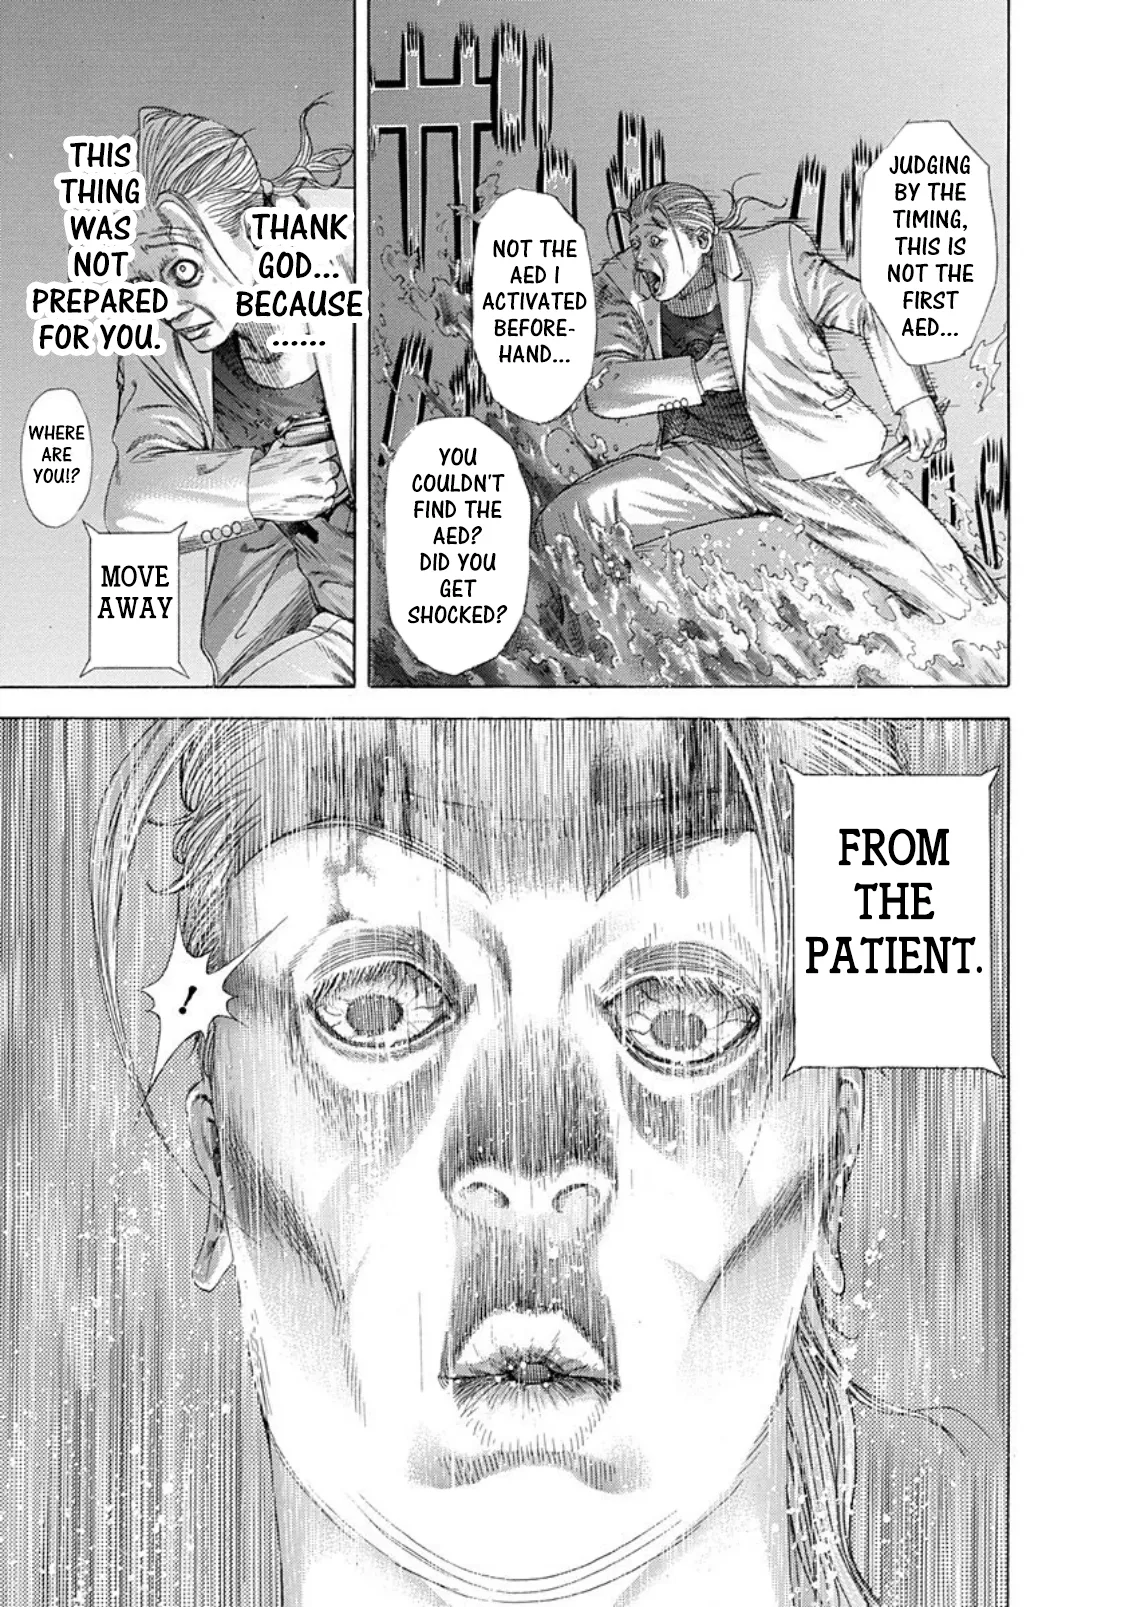 JUDGING
BY THE
TIMING,
THIS IS
NOT THE
FIRST
AED...
NOT THE
AED I
ACTIVATED
BEFORE-
HAND...
YOU
COULDN'T
FIND THE
AED?
DID YOU
GET
SHOCKED?
THANK
GOD...
BECAUSE
......
THIS
THING
WAS
NOT
PREPARED
FOR YOU.
WHERE
ARE
YOU!?
MOVE
AWAY
FROM
THE
PATIENT.
!